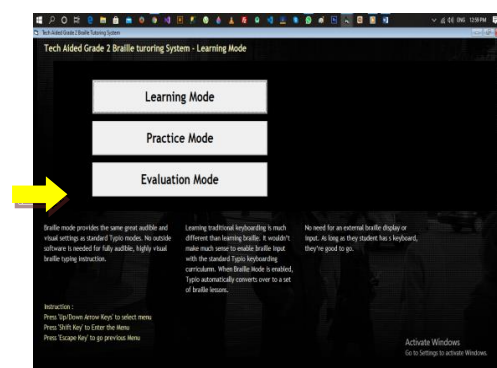 ENG 12:59 PM
Tech Aided Grade 2 Braille Tutoring System
Tech Aided Grade 2 Braille turoring System - Learning Mode
Learning Mode
Practice Mode
Evaluation Mode
Braille mode provides the same great audible and
visual settings as standard Typio modes. No outside
software is needed for fully audible, highly visual
braille typing instruction.
Learning traditional keyboarding is much
different than learning braille. It wouldn't
make much sense to enable braille input
with the standard Typio keyboarding
curriculumn. When Braille Mode is enabled,
Typio automatically converts over to a set
of braille lessons.
No need for an external braille display or
input. As long as they student has s keyboard,
they're good to go.
Instruction :
Press 'Up/Down Arrow Keys' to select menu
Press 'Shift Key' to Enter the Menu
Press 'Escape Key' to go previous Menu
Activate Windows
Go to Settings to activate Windows.